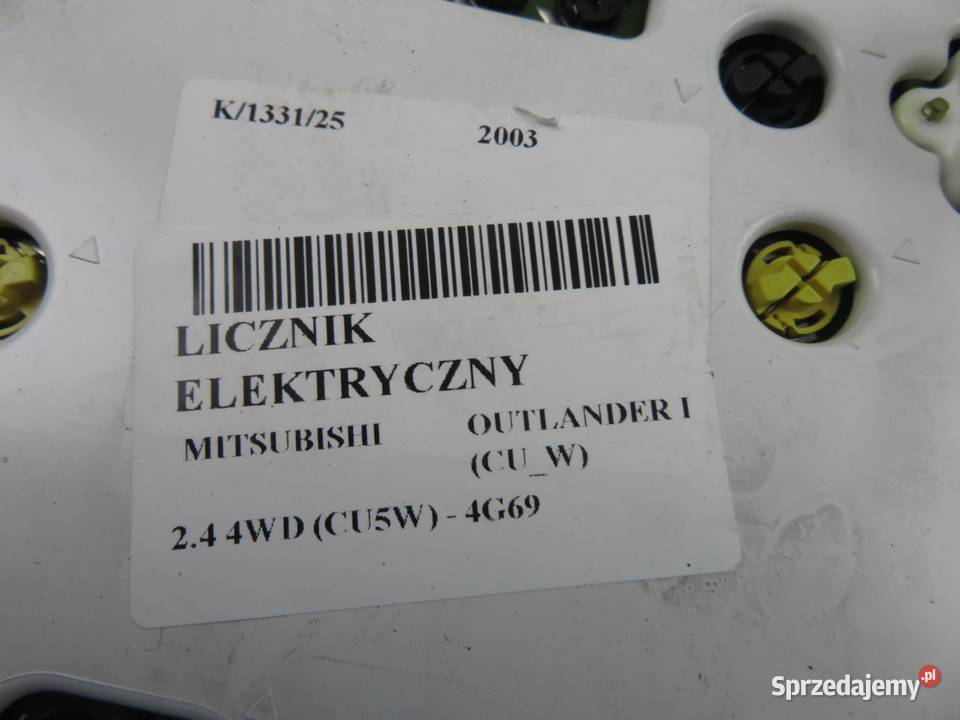 K/1331/25 2003
LICZNIK
ELEKTRYCZNY
MITSUBISHI OUTLANDER I
(CU_W)
2.4 4WD (CU5W) - 4G69
Sprzedajemy.pl